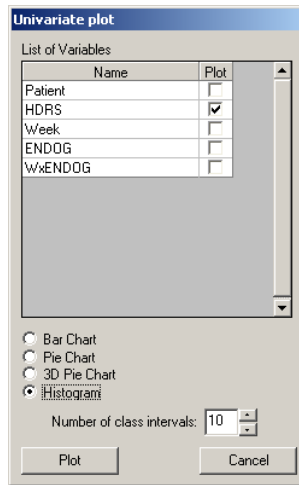 Univariate plot
List of Variables
Name Plot
Patient
HDRS
Week
ENDOG
WxENDOG
Bar Chart
Pie Chart
3D Pie Chart
Histogram
Number of class intervals: 10
Plot Cancel